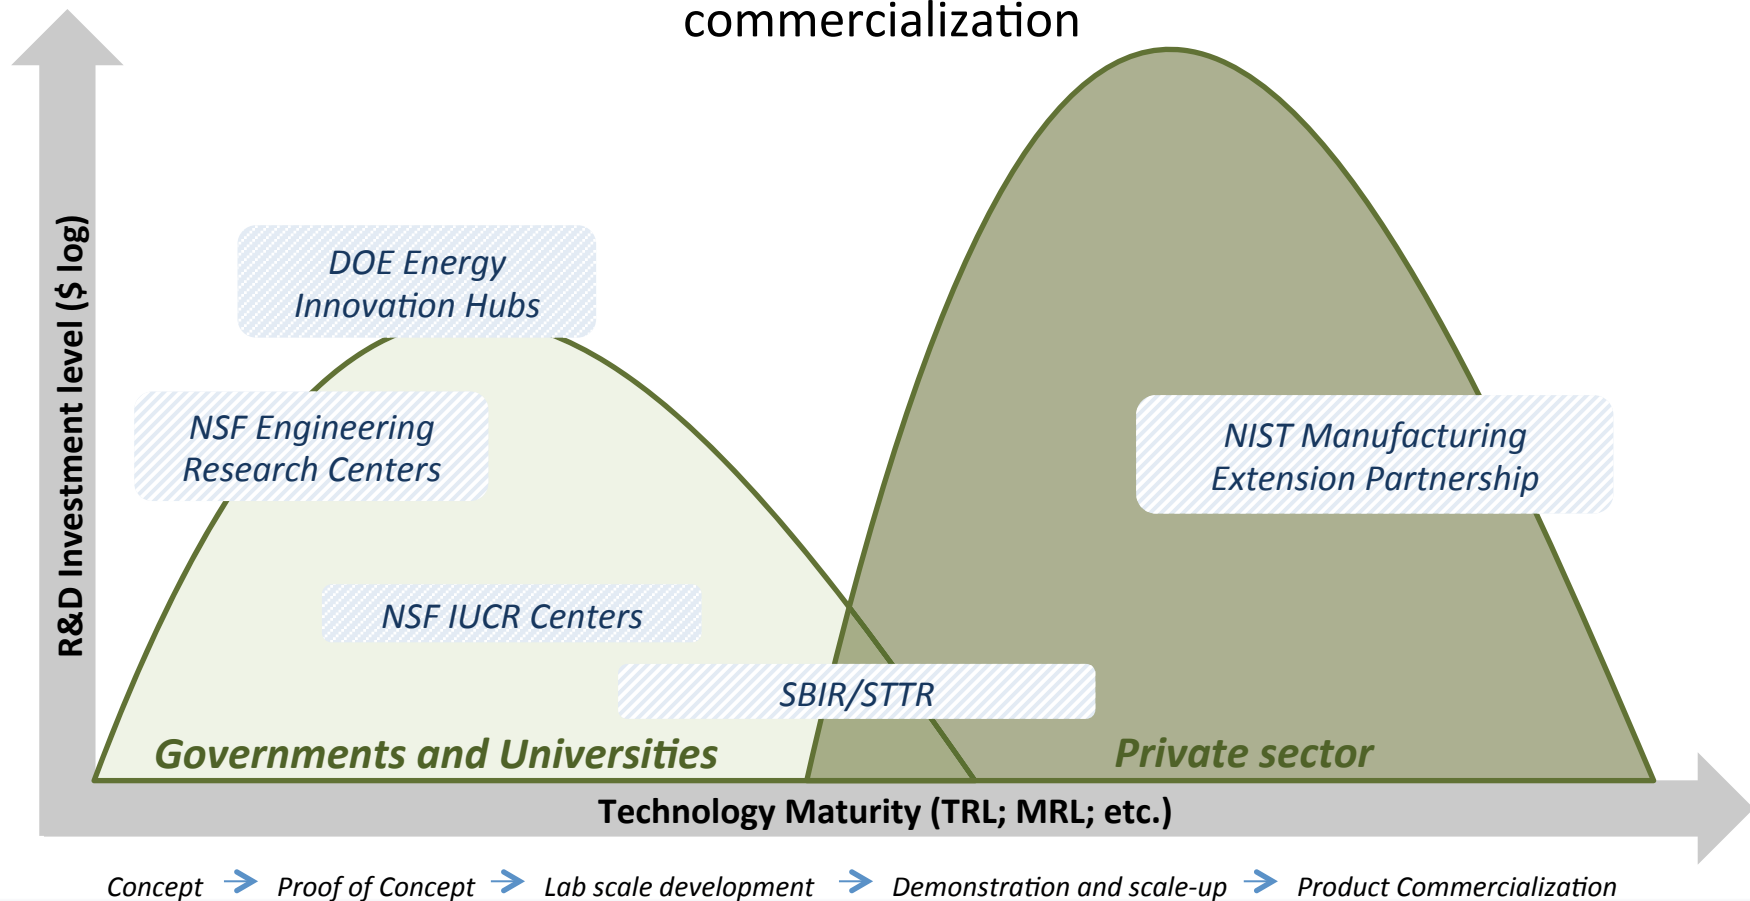 commercialization
R&D Investment level ($ log)
DOE Energy
Innovation Hubs
NSF Engineering
Research Centers
NIST Manufacturing
Extension Partnership
NSF IUCR Centers
SBIR/STTR
Governments and Universities
Private sector
Technology Maturity (TRL; MRL; etc.)
Concept
Proof of Concept
Lab scale development
Demonstration and scale-up
Product Commercialization